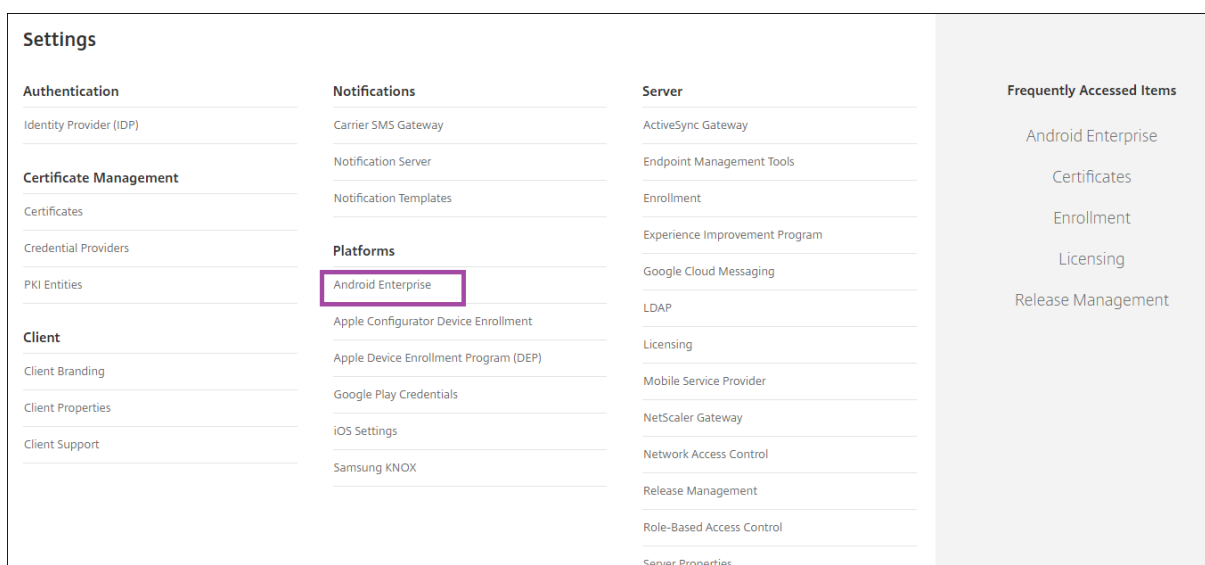 Settings
Authentication
Identity Provider (IDP)
Certificate Management
Certificates
Credential Providers
PKI Entities
Client
Client Branding
Client Properties
Client Support
Notifications
Carrier SMS Gateway
Notification Server
Notification Templates
Platforms
Android Enterprise
Apple Configurator Device Enrollment
Apple Device Enrollment Program (DEP)
Google Play Credentials
iOS Settings
Samsung KNOX
Server
ActiveSync Gateway
Endpoint Management Tools
Enrollment
Experience Improvement Program
Google Cloud Messaging
LDAP
Licensing
Mobile Service Provider
NetScaler Gateway
Network Access Control
Release Management
Role-Based Access Control
Server Properties
Frequently Accessed Items
Android Enterprise
Certificates
Enrollment
Licensing
Release Management